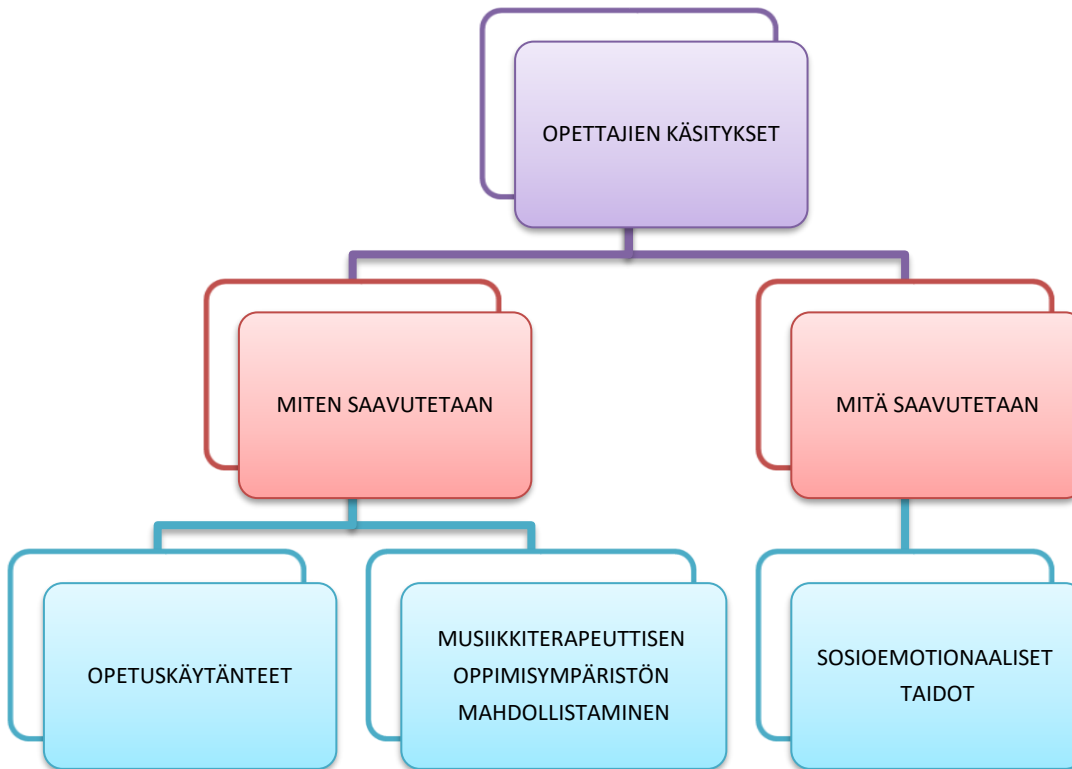 OPETTAJIEN KÄSITYKSET
MITEN SAAVUTETAAN
MITÄ SAAVUTETAAN
OPETUSKÄYTÄNTEET
MUSIIKKITERAPEUTTISEN
OPPIMISYMPÄRISTÖN
MAHDOLLISTAMINEN
SOSIOEMOTIONAALISET
TAIDOT